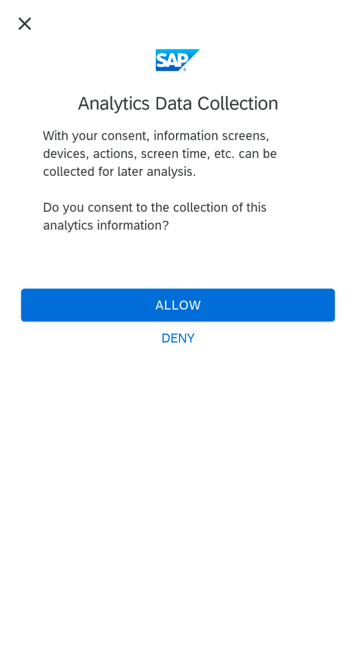 SAP
Analytics Data Collection
With your consent, information screens,
devices, actions, screen time, etc. can be
collected for later analysis.
Do you consent to the collection of this
analytics information?
ALLOW
DENY